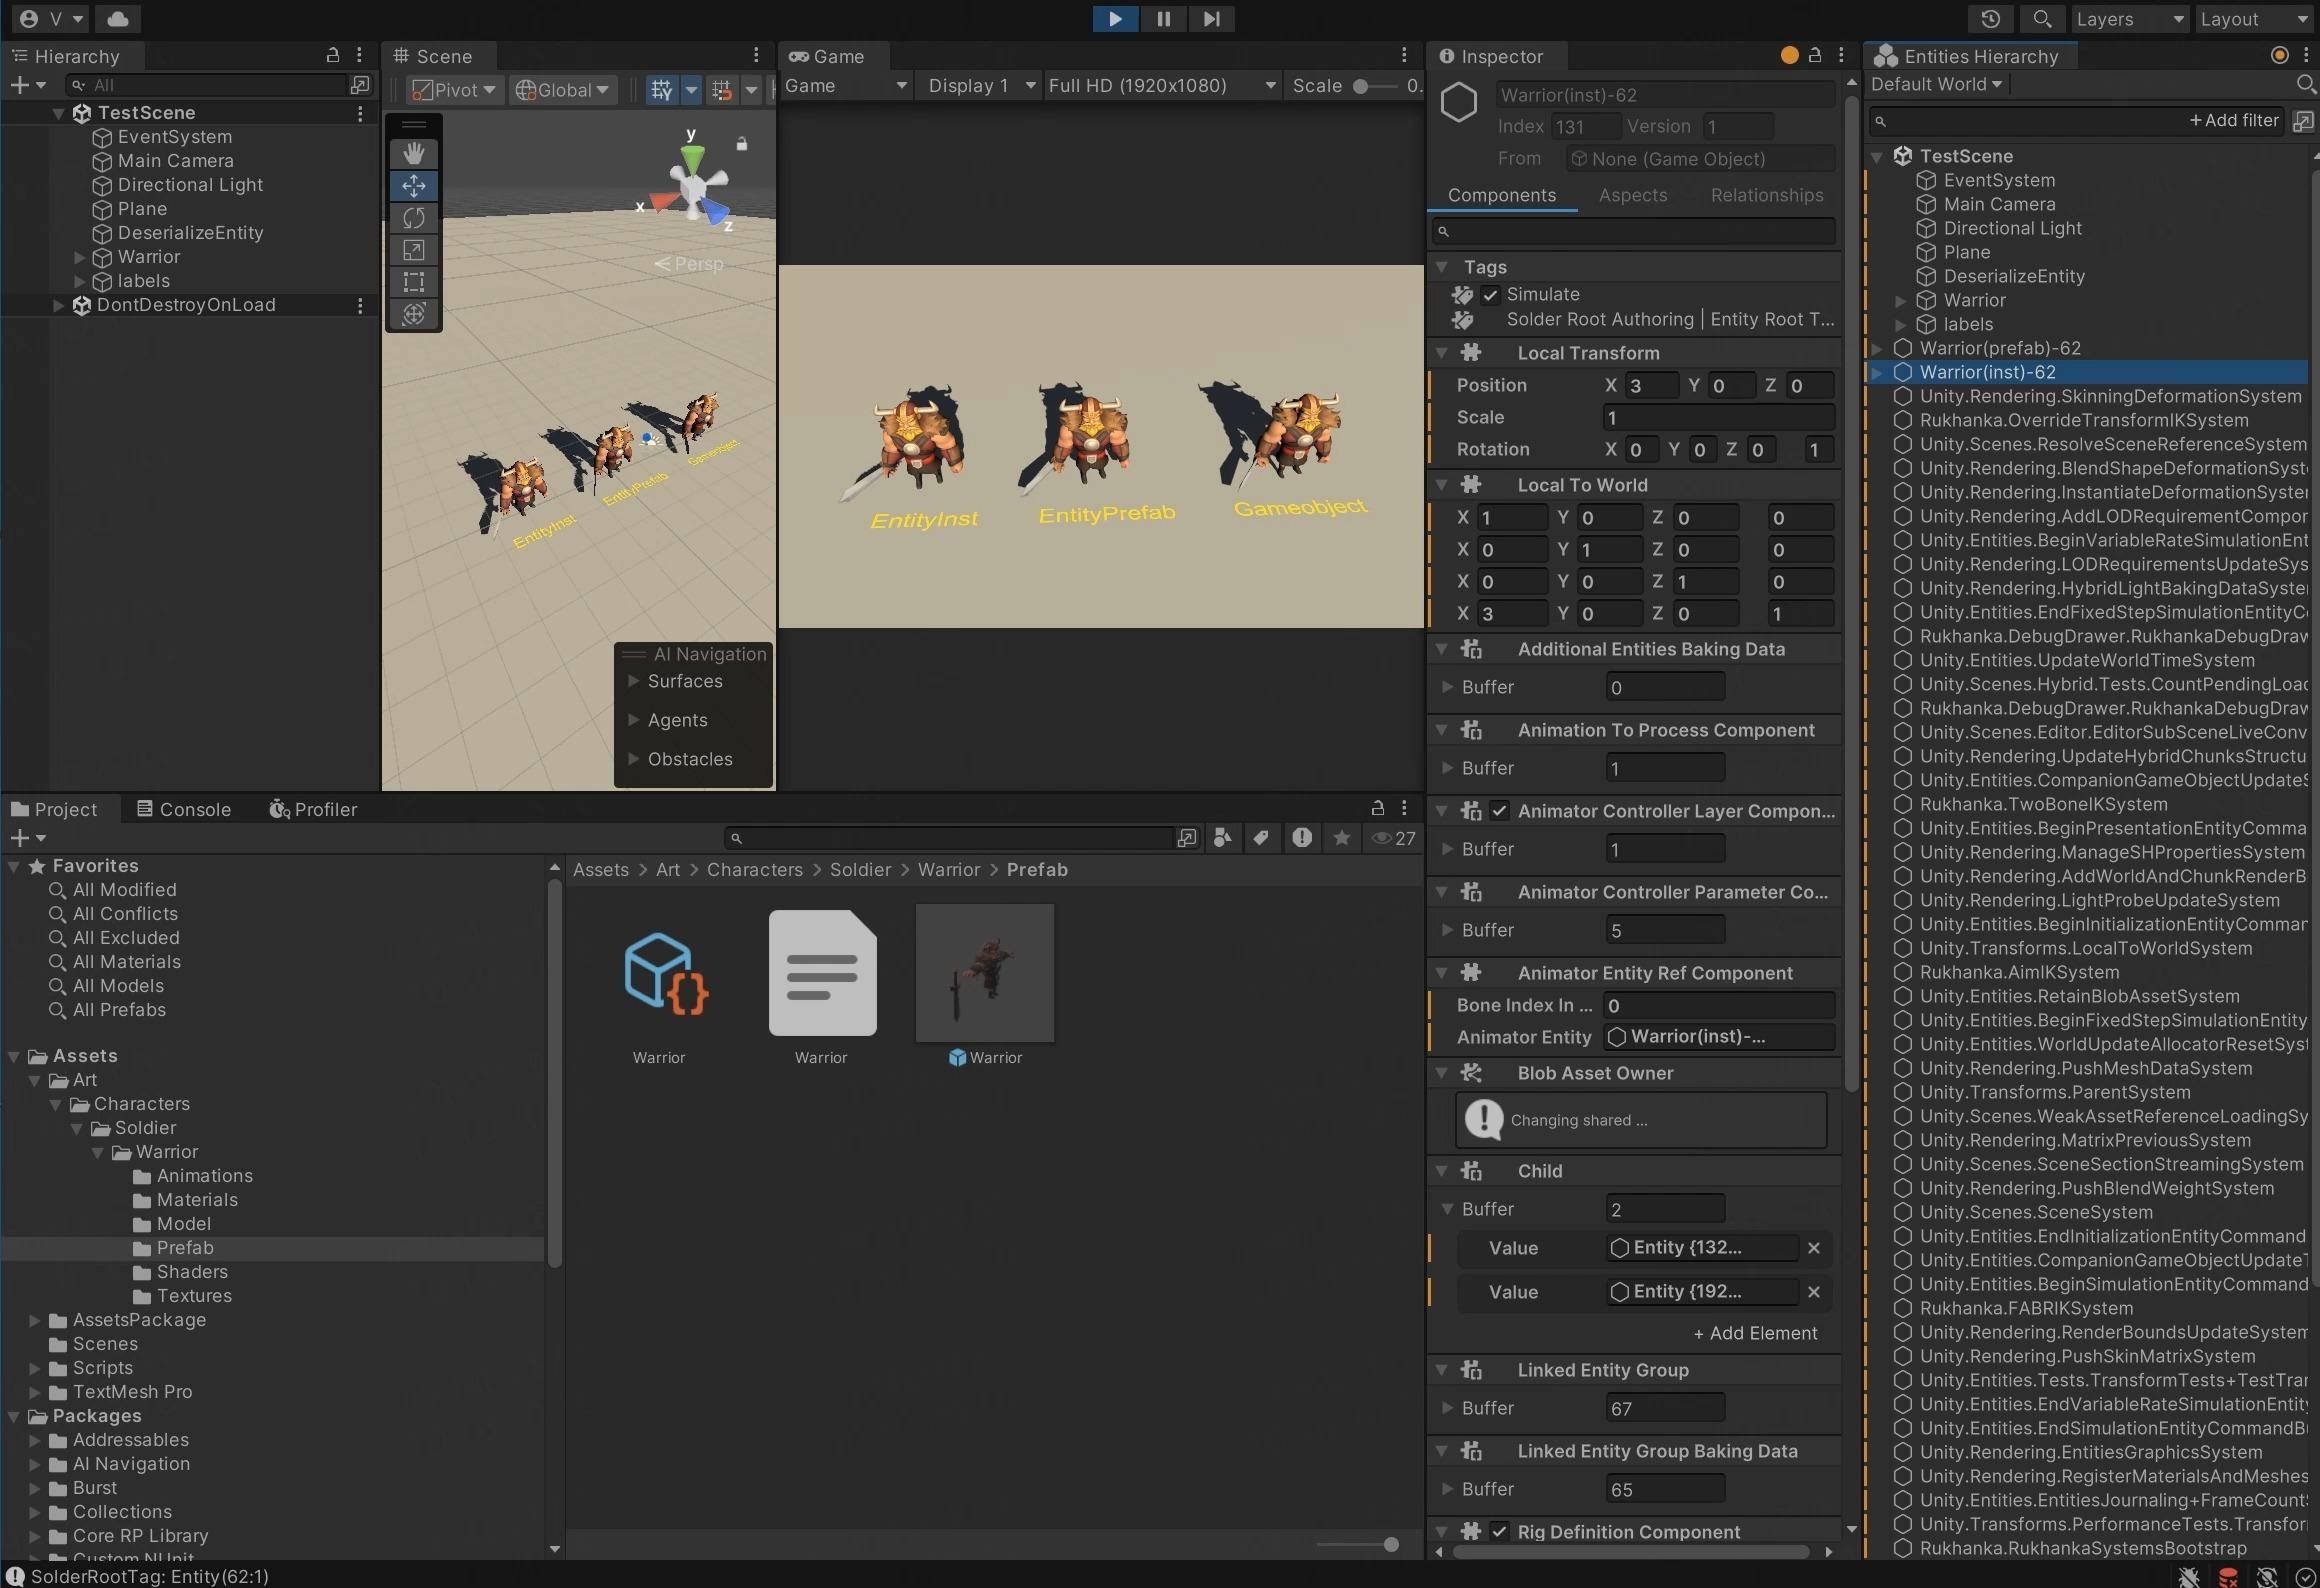 V
Layers
Layout
Hierarchy
All
TestScene
EventSystem
Main Camera
Directional Light
Plane
DeserializeEntity
Warrior
labels
DontDestroyOnLoad
Scene
Pivot
Global
y
x
z
Persp
EntityInst
EntityPrefab
Gameobject
AI Navigation
Surfaces
Agents
Obstacles
Game
Game
Display 1
Full HD (1920x1080)
Scale
0.
EntityInst
EntityPrefab
Gameobject
Inspector
Warrior(inst)-62
Index 131 Version 1
From None (Game Object)
Components Aspects Relationships
Tags
Simulate
Solder Root Authoring | Entity Root T...
Local Transform
Position X 3 Y 0 Z 0
Scale 1
Rotation X 0 Y 0 Z 0 1
Local To World
X 1 Y 0 Z 0 0
X 0 Y 1 Z 0 0
X 0 Y 0 Z 1 0
X 3 Y 0 Z 0 1
Additional Entities Baking Data
Buffer 0
Animation To Process Component
Buffer 1
Animator Controller Layer Compon...
Buffer 1
Animator Controller Parameter Co...
Buffer 5
Animator Entity Ref Component
Bone Index In ... 0
Animator Entity Warrior(inst)-...
Blob Asset Owner
Changing shared ...
Child
Buffer 2
Value Entity {132...
Value Entity {192...
+ Add Element
Linked Entity Group
Buffer 67
Linked Entity Group Baking Data
Buffer 65
Rig Definition Component
Entities Hierarchy
Default World
+ Add filter
TestScene
EventSystem
Main Camera
Directional Light
Plane
DeserializeEntity
Warrior
labels
Warrior(prefab)-62
Warrior(inst)-62
Unity.Rendering.SkinningDeformationSystem
Rukhanka.OverrideTransformIKSystem
Unity.Scenes.ResolveSceneReferenceSystem
Unity.Rendering.BlendShapeDeformationSyst
Unity.Rendering.InstantiateDeformationSyste
Unity.Rendering.AddLODRequirementCompor
Unity.Entities.BeginVariableRateSimulationEnt
Unity.Rendering.LODRequirementsUpdateSys
Unity.Rendering.HybridLightBakingDataSyste
Unity.Entities.EndFixedStepSimulationEntityC
Rukhanka.DebugDrawer.RukhankaDebugDraw
Unity.Entities.UpdateWorldTimeSystem
Unity.Scenes.Hybrid.Tests.CountPendingLoad
Rukhanka.DebugDrawer.RukhankaDebugDraw
Unity.Scenes.Editor.EditorSubSceneLiveConv
Unity.Rendering.UpdateHybridChunksStructu
Unity.Entities.CompanionGameObjectUpdateS
Rukhanka.TwoBoneIKSystem
Unity.Entities.BeginPresentationEntityComma
Unity.Rendering.ManageSHPropertiesSystem
Unity.Rendering.AddWorldAndChunkRenderB
Unity.Rendering.LightProbeUpdateSystem
Unity.Entities.BeginInitializationEntityCommar
Unity.Transforms.LocalToWorldSystem
Rukhanka.AimIKSystem
Unity.Entities.RetainBlobAssetSystem
Unity.Entities.BeginFixedStepSimulationEntity
Unity.Entities.WorldUpdateAllocatorResetSyst
Unity.Rendering.PushMeshDataSystem
Unity.Transforms.ParentSystem
Unity.Scenes.WeakAssetReferenceLoadingSy
Unity.Rendering.MatrixPreviousSystem
Unity.Scenes.SceneSectionStreamingSystem
Unity.Rendering.PushBlendWeightSystem
Unity.Scenes.SceneSystem
Unity.Entities.EndInitializationEntityCommand
Unity.Entities.CompanionGameObjectUpdateT
Unity.Entities.BeginSimulationEntityCommand
Rukhanka.FABRIKSystem
Unity.Rendering.RenderBoundsUpdateSystem
Unity.Rendering.PushSkinMatrixSystem
Unity.Entities.Tests.TransformTests+TestTrar
Unity.Entities.EndVariableRateSimulationEntity
Unity.Entities.EndSimulationEntityCommandB
Unity.Rendering.EntitiesGraphicsSystem
Unity.Rendering.RegisterMaterialsAndMeshes
Unity.Entities.EntitiesJournaling+FrameCount
Unity.Transforms.PerformanceTests.Transfor
Rukhanka.RukhankaSystemsBootstrap
Project
Console
Profiler
27
Favorites
All Modified
All Conflicts
All Excluded
All Materials
All Models
All Prefabs
Assets
Art
Characters
Soldier
Warrior
Animations
Materials
Model
Prefab
Shaders
Textures
AssetsPackage
Scenes
Scripts
TextMesh Pro
Packages
Addressables
AI Navigation
Burst
Collections
Core RP Library
Custom NUnit
Assets > Art > Characters > Soldier > Warrior > Prefab
Warrior
Warrior
Warrior
SolderRootTag: Entity(62:1)